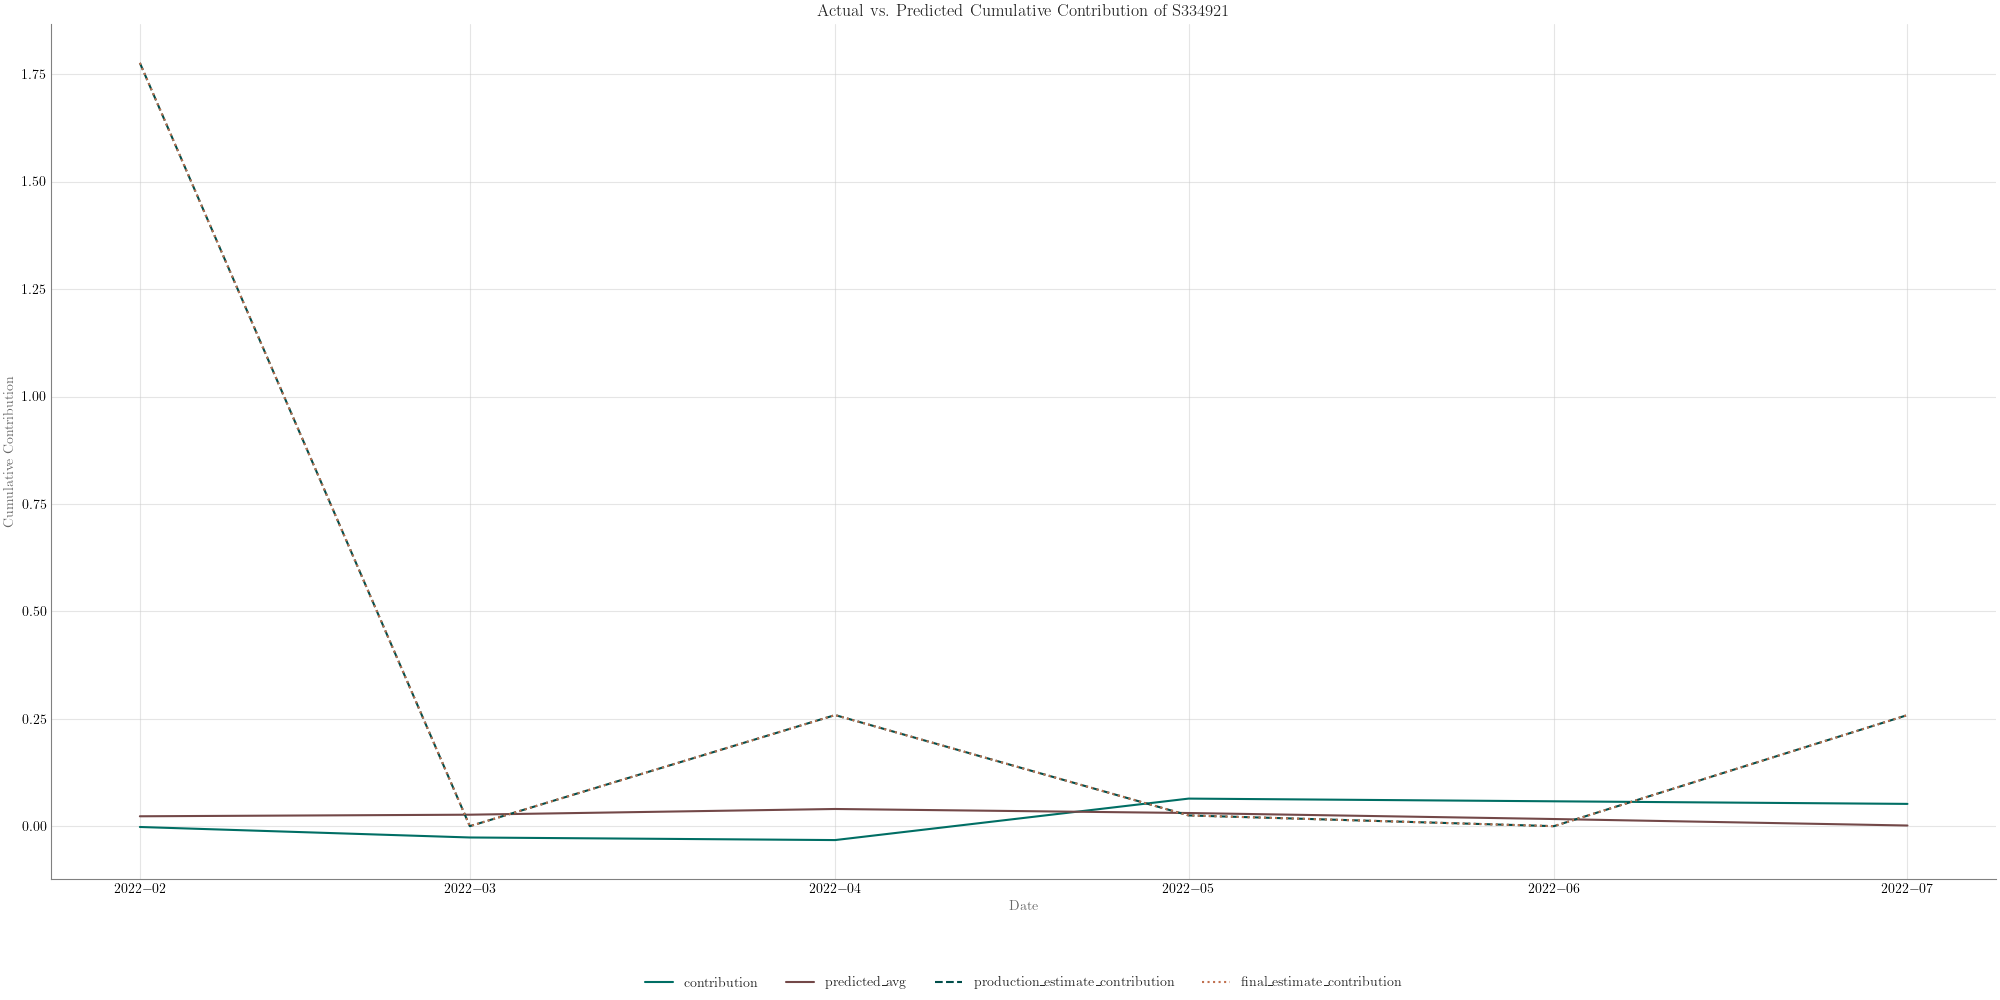 Actual vs. Predicted Cumulative Contribution of S334921
Cumulative Contribution
1.75
1.50
1.25
1.00
0.75
0.50
0.25
0.00
2022−02 2022−03 2022−04 2022−05 2022−06 2022−07
Date
contribution predicted_avg production_estimate_contribution final_estimate_contribution